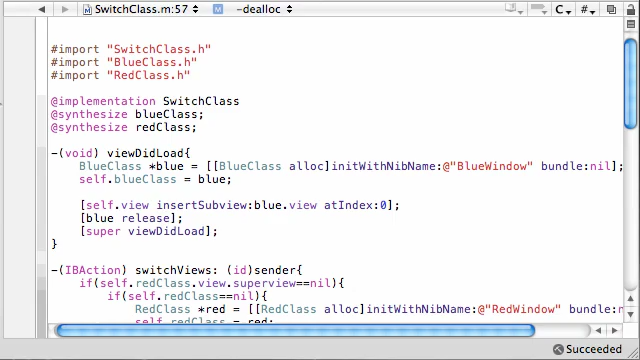 SwitchClass.m:57 M -dealloc C #
#import "SwitchClass.h"
#import "BlueClass.h"
#import "RedClass.h"
@implementation SwitchClass
@synthesize blueClass;
@synthesize redClass;
-(void) viewDidLoad{
BlueClass *blue = [[BlueClass alloc]initWithNibName:@"BlueWindow" bundle:nil];
self.blueClass = blue;
[self.view insertSubview:blue.view atIndex:0];
[blue release];
[super viewDidLoad];
}
-(IBAction) switchViews: (id)sender{
if(self.redClass.view.superview==nil){
if(self.redClass==nil){
RedClass *red = [[RedClass alloc]initWithNibName:@"RedWindow" bundle:n
self.redClass = red;
Succeeded